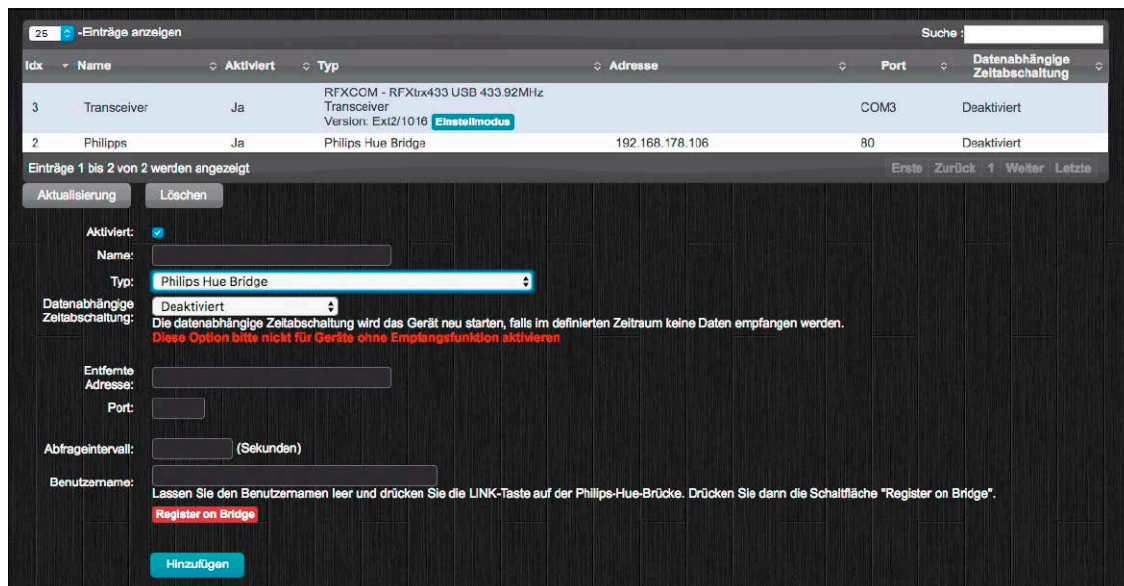 25 -Einträge anzeigen Suche :
Idx Name Aktiviert Typ Adresse Port Datenabhängige Zeitabschaltung
3 Transceiver Ja RFXCOM - RFXtrx433 USB 433.92MHz Transceiver Version: Ext2/1016 Einstellmodus COM3 Deaktiviert
2 Philipps Ja Philips Hue Bridge 192.168.178.106 80 Deaktiviert
Einträge 1 bis 2 von 2 werden angezeigt Erste Zurück 1 Weiter Letzte
Aktualisierung Löschen
Aktiviert:
Name:
Typ: Philips Hue Bridge
Datenabhängige Zeitabschaltung: Deaktiviert
Die datenabhängige Zeitabschaltung wird das Gerät neu starten, falls im definierten Zeitraum keine Daten empfangen werden.
Diese Option bitte nickt für Geräte ohne Empfangsfunktion aktivieren
Entfernte Adresse:
Port:
Abfrageintervall: (Sekunden)
Benutzername:
Lassen Sie den Benutzernamen leer und drücken Sie die LINK-Taste auf der Philips-Hue-Brücke. Drücken Sie dann die Schaltfläche "Register on Bridge".
Register on Bridge
Hinzufügen